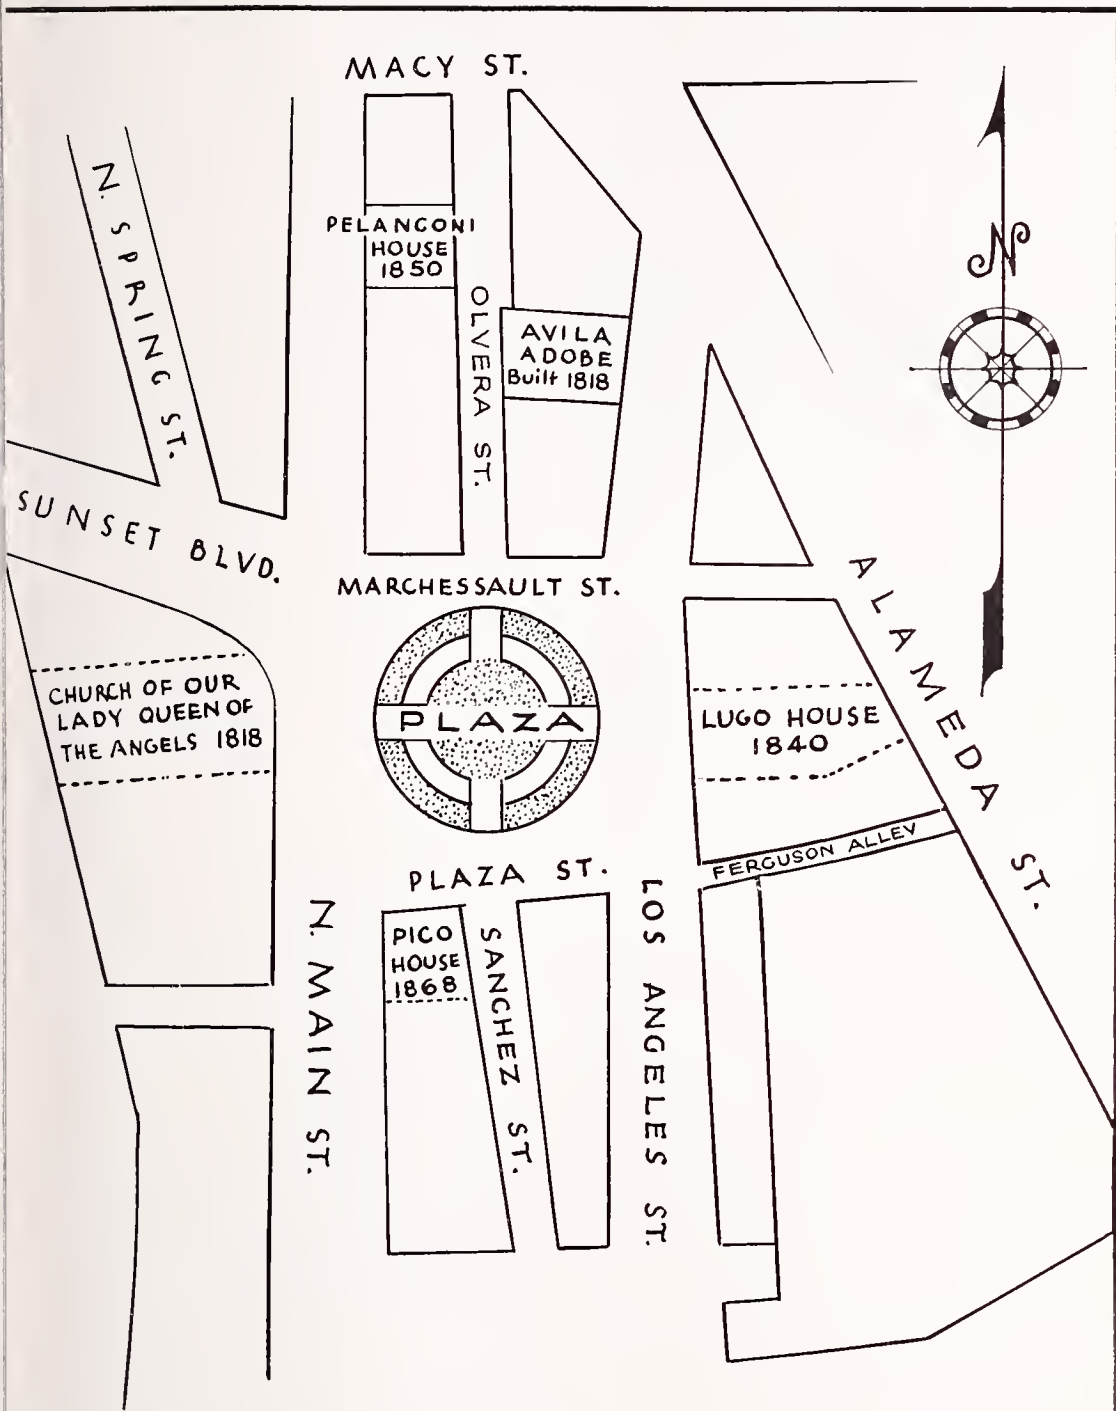 MACY ST.
N. SPRING ST.
PELANCONI
HOUSE
1850
OLVERA ST.
AVILA
ADOBE
Built 1818
N
SUNSET BLVD.
MARCHESSAULT ST.
ALAMEDA ST.
CHURCH OF OUR
LADY QUEEN OF
THE ANGELS 1818
PLAZA
LUGO HOUSE
1840
FERGUSON ALLEY
PLAZA ST.
N. MAIN ST.
PICO
HOUSE
1868
SANCHEZ ST.
LOS ANGELES ST.